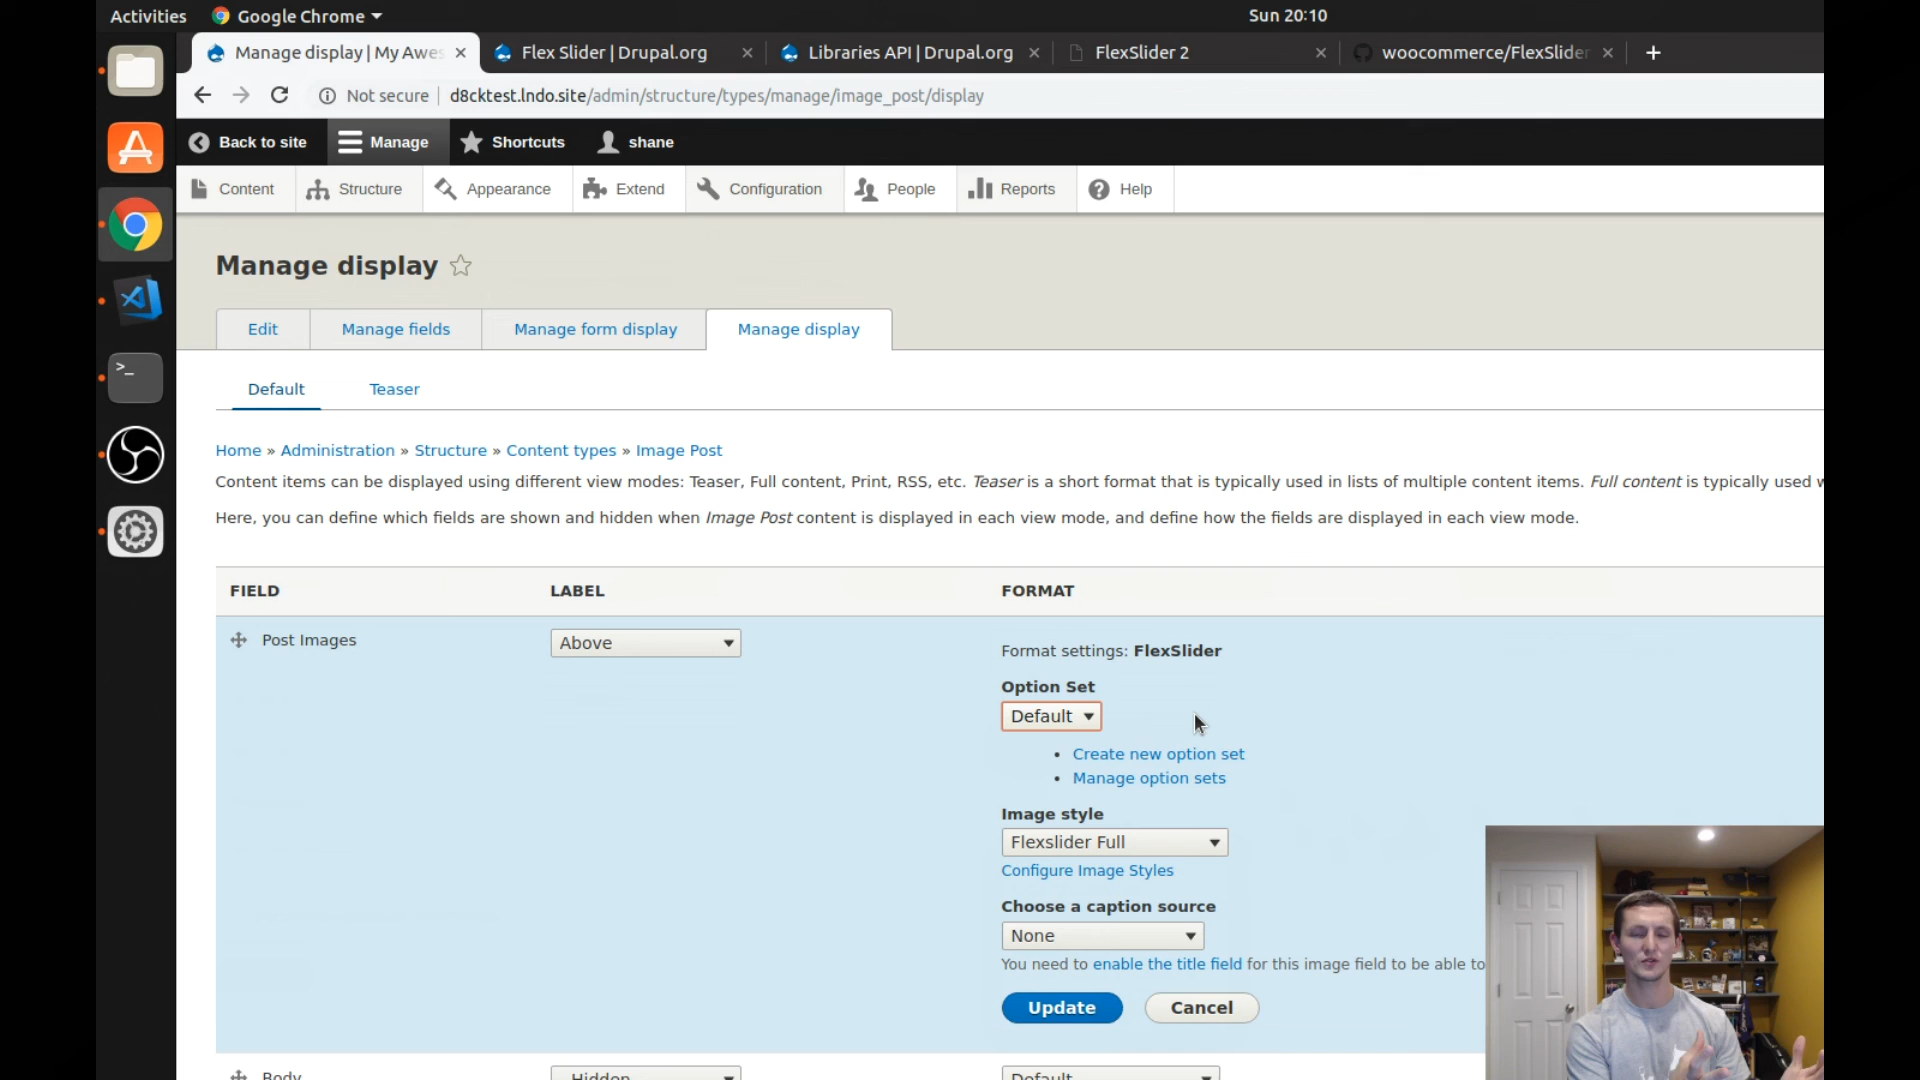 Activities
Google Chrome
Sun 20:10
Manage display | My Awes
Flex Slider | Drupal.org
Libraries API | Drupal.org
FlexSlider 2
woocommerce/FlexSlider
Not secure
d8cktest.lndo.site/admin/structure/types/manage/image_post/display
Back to site
Manage
Shortcuts
shane
Content
Structure
Appearance
Extend
Configuration
People
Reports
Help
Manage display
Edit
Manage fields
Manage form display
Manage display
Default
Teaser
Home » Administration » Structure » Content types » Image Post
Content items can be displayed using different view modes: Teaser, Full content, Print, RSS, etc. Teaser is a short format that is typically used in lists of multiple content items. Full content is typically used
Here, you can define which fields are shown and hidden when Image Post content is displayed in each view mode, and define how the fields are displayed in each view mode.
FIELD
LABEL
FORMAT
Post Images
Above
Format settings: FlexSlider
Option Set
Default
• Create new option set
• Manage option sets
Image style
Flexslider Full
Configure Image Styles
Choose a caption source
None
You need to enable the title field for this image field to be able to
Update
Cancel
Body
Hidden
Default